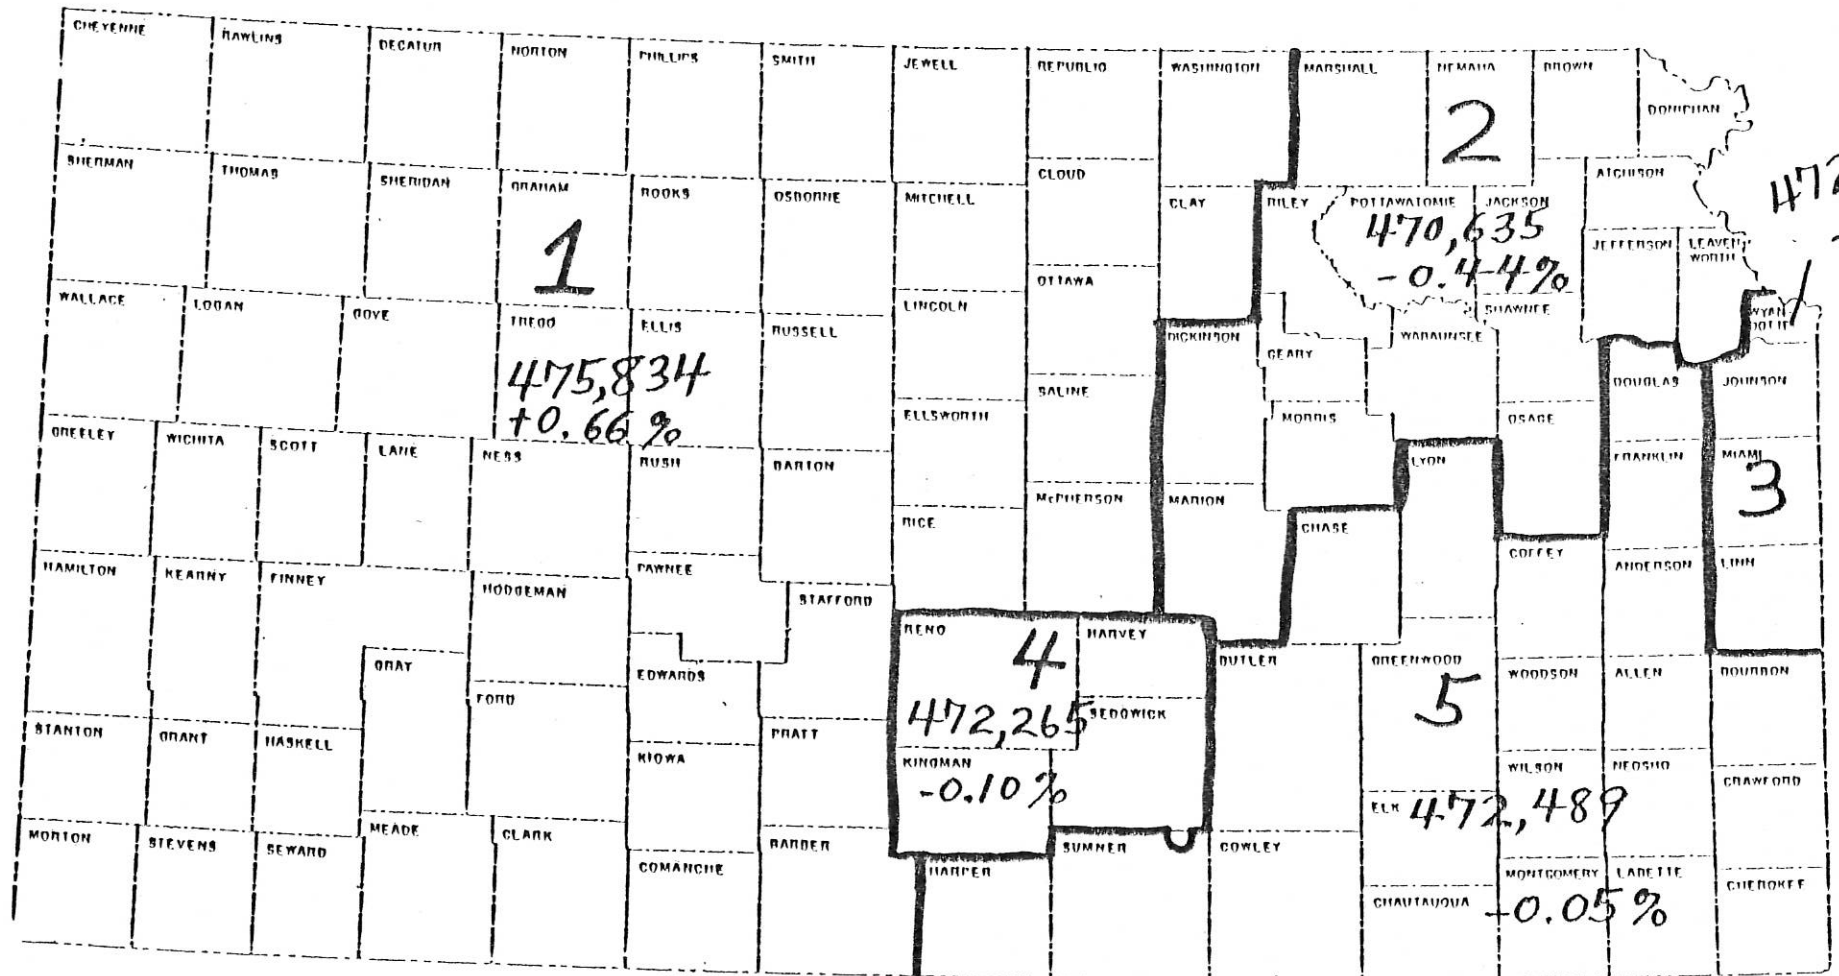 CHEYENNE RAWLINS DECATUR NORTON PHILLIPS SMITH JEWELL REPUBLIC WASHINGTON MARSHALL NEMAHA BROWN DONIPHAN
2
SHERMAN THOMAS SHERIDAN GRAHAM ROOKS OSBORNE MITCHELL CLOUD CLAY RILEY POTTAWATOMIE JACKSON ATCHISON
1
470,635
-0.44%
JEFFERSON LEAVEN WORTH
WALLACE LOGAN GOVE TREGO ELLIS RUSSELL LINCOLN OTTAWA DICKINSON GEARY WABAUNSEE SHAWNEE WYAN DOTTE
475,834
+0.66%
ELLSWORTH SALINE MORRIS OSAGE DOUGLAS JOHNSON
GREELEY WICHITA SCOTT LANE NESS RUSH BARTON RICE McPHERSON MARION CHASE LYON FRANKLIN MIAMI
3
COFFEY ANDERSON LINN
HAMILTON KEARNY FINNEY HODGEMAN PAWNEE STAFFORD RENO HARVEY
4
GRAY FORD EDWARDS BUTLER GREENWOOD WOODSON ALLEN BOURBON
5
472,265
SEDGWICK
STANTON GRANT HASKELL KIOWA PRATT KINGMAN
-0.10%
WILSON NEOSHO CRAWFORD
ELK
472,489
MORTON STEVENS SEWARD MEADE CLARK COMANCHE BARBER HARPER SUMNER COWLEY CHAUTAUQUA MONTGOMERY LABETTE CHEROKEE
+0.05%